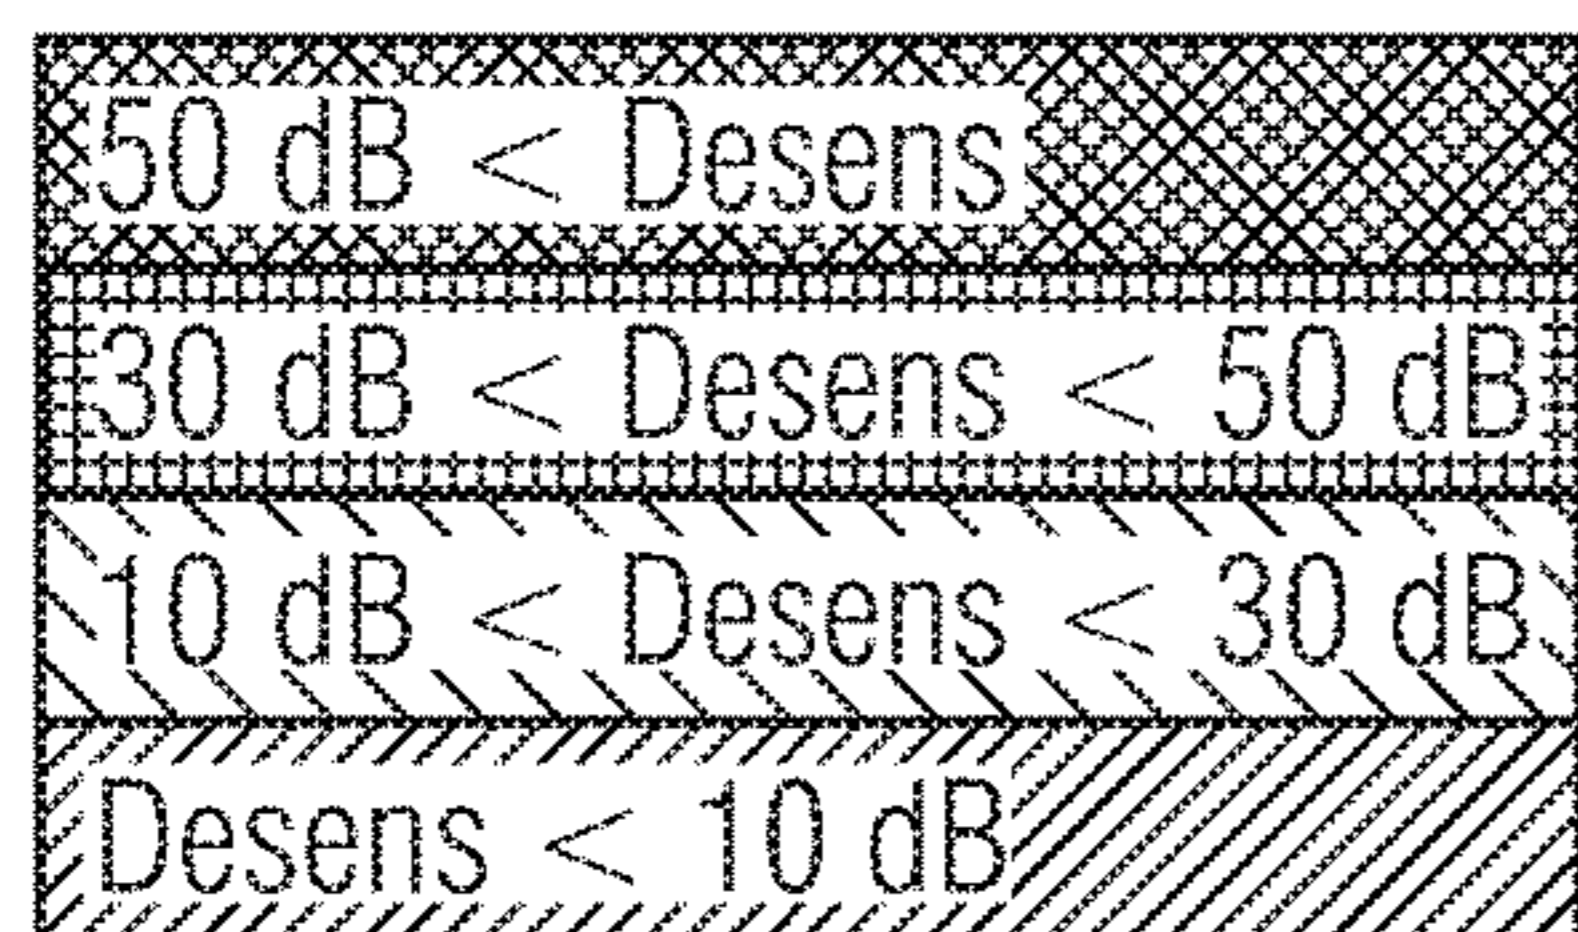 50 dB < Desens
30 dB < Desens < 50 dB
10 dB < Desens < 30 dB
Desens < 10 dB